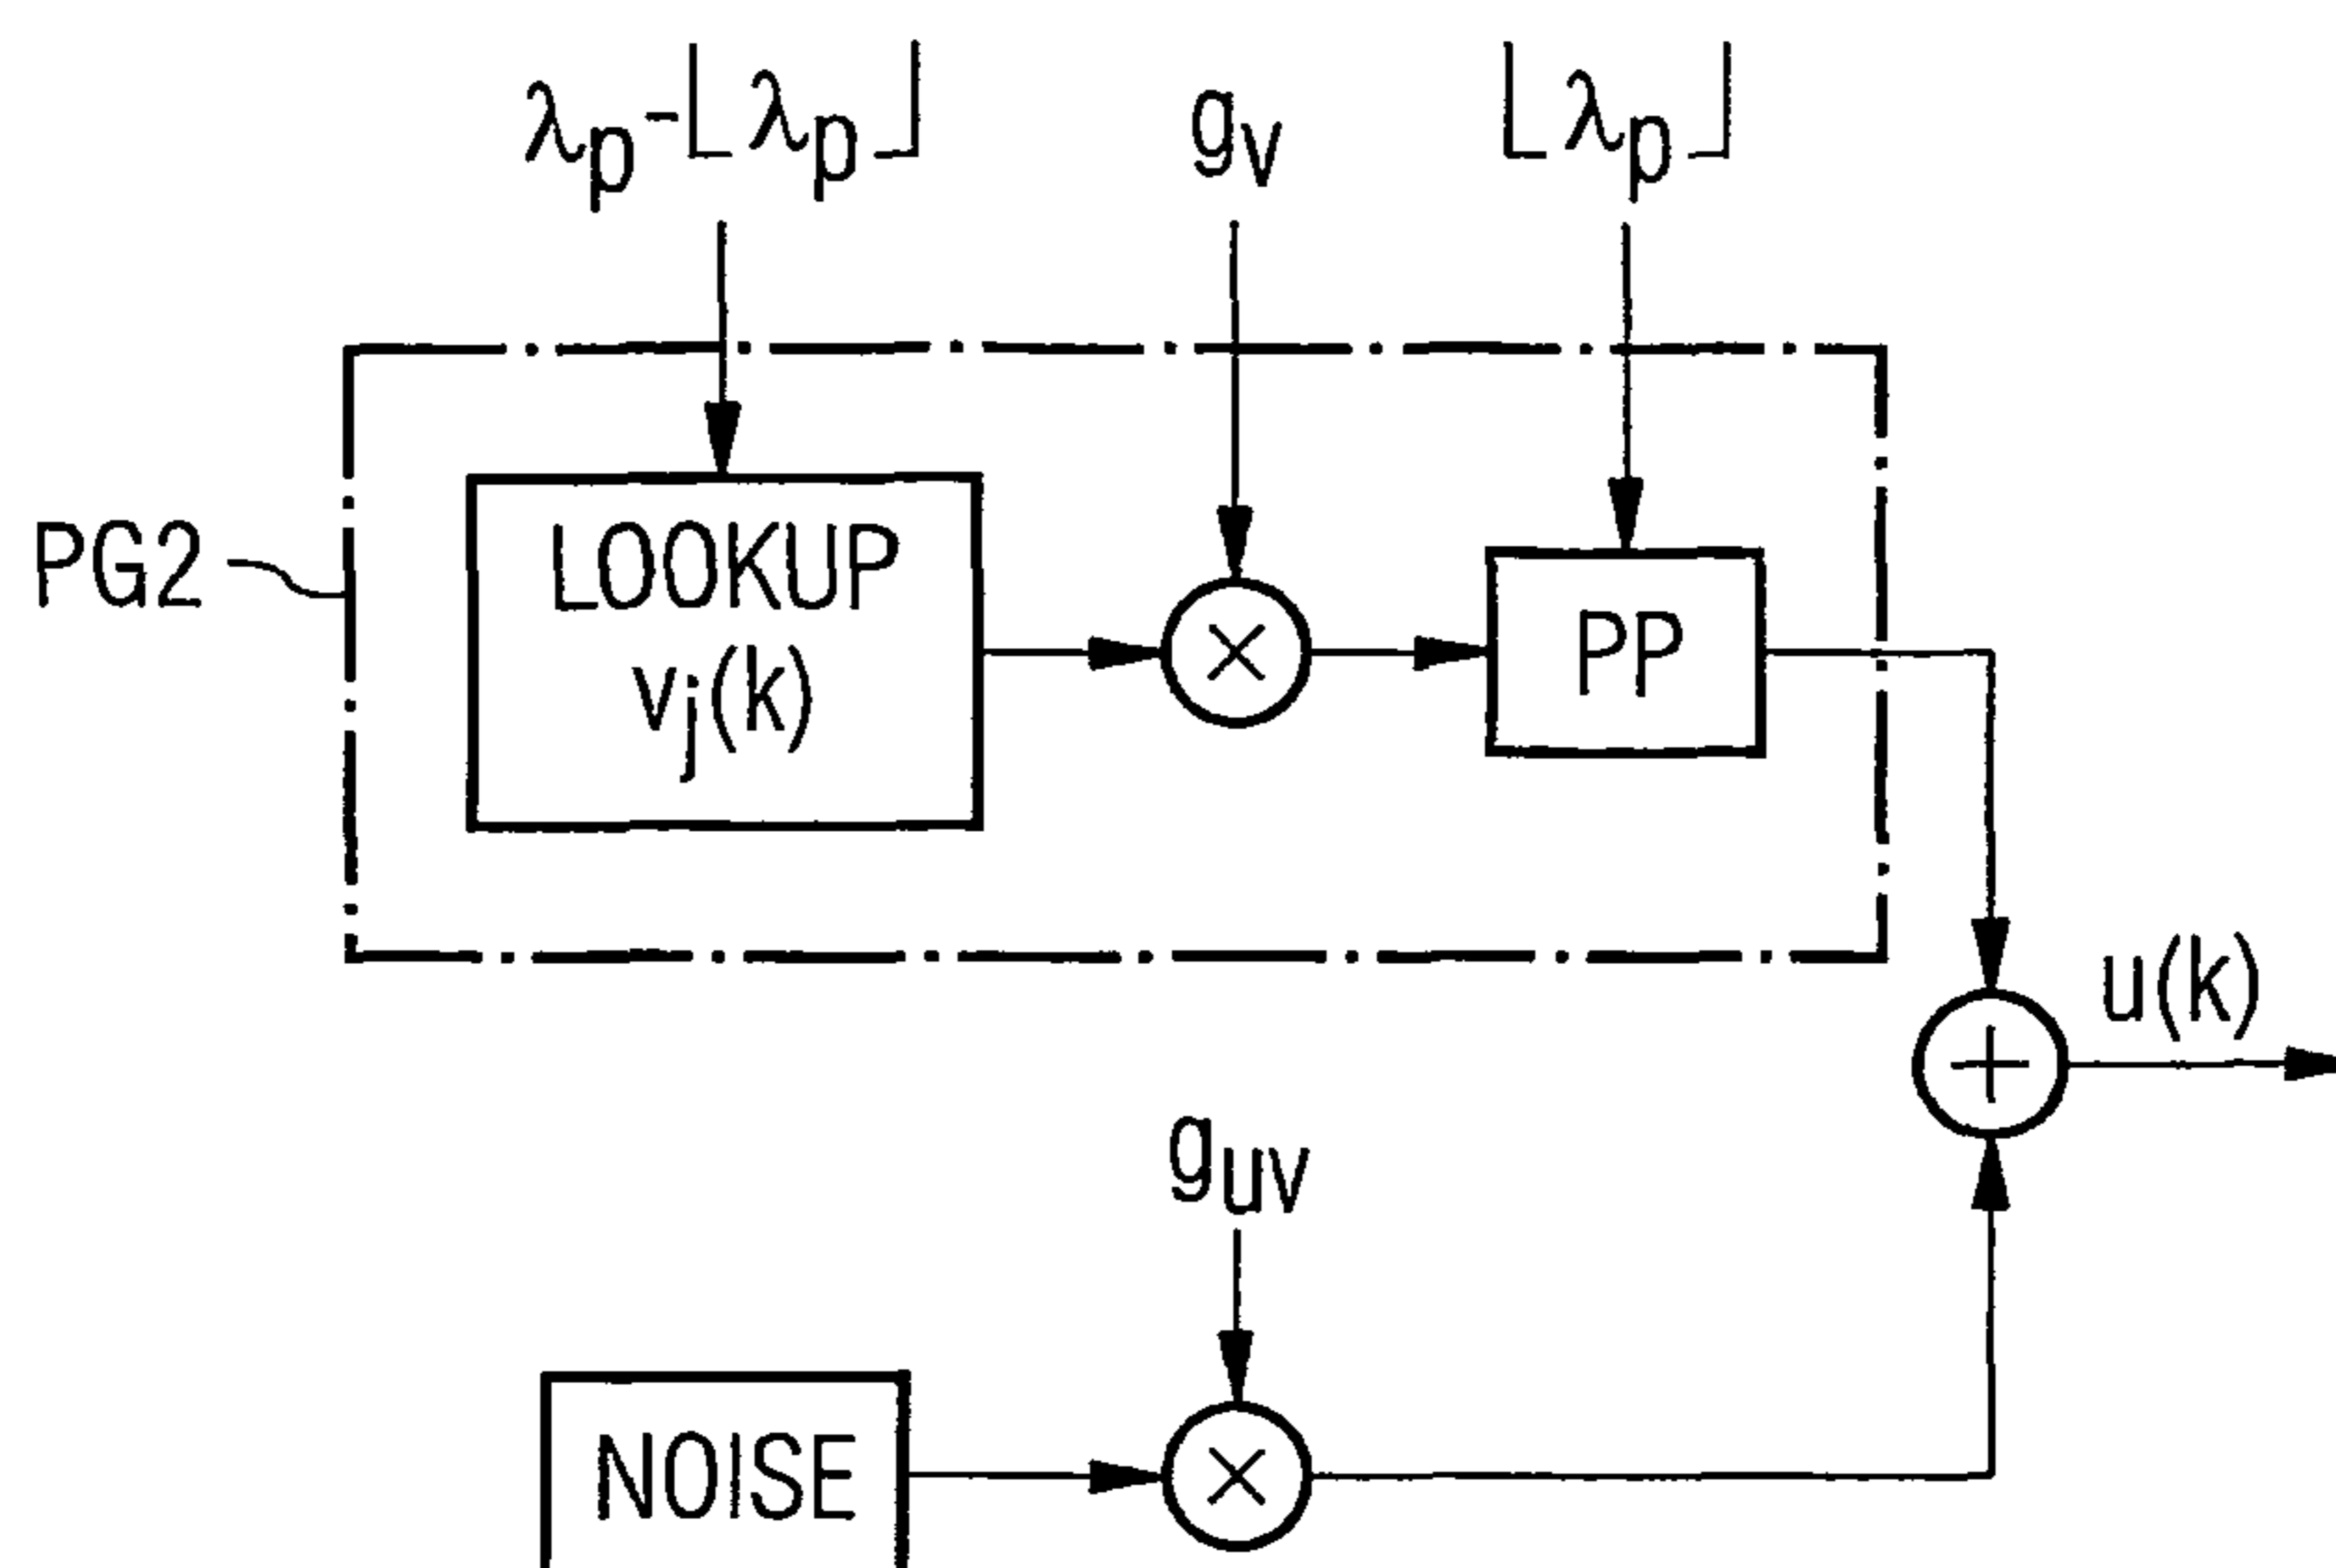 λp-⌊λp⌋
gv
⌊λp⌋
PG2
LOOKUP
vj(k)
×
PP
u(k)
+
guv
NOISE
×